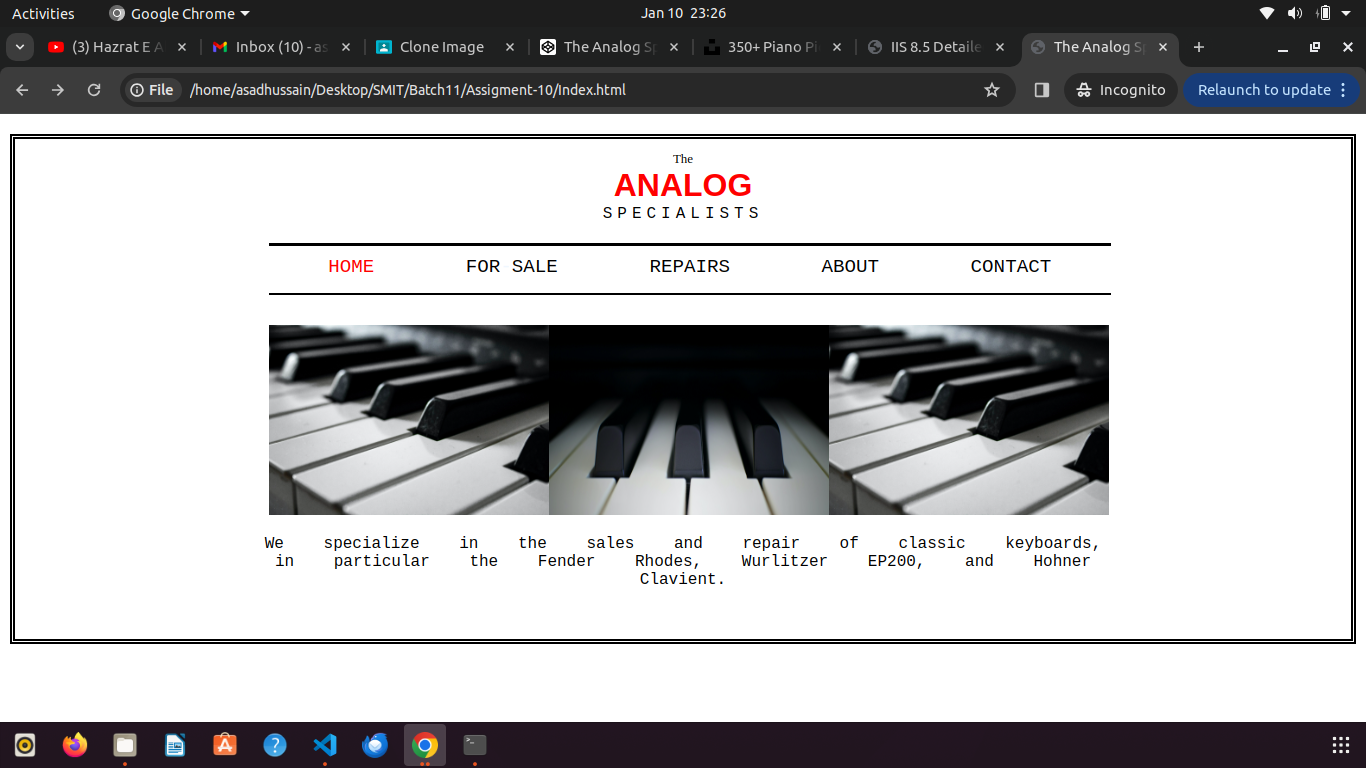 Activities Google Chrome Jan 10 23:26
(3) Hazrat E A Inbox (10) - as Clone Image The Analog Sp 350+ Piano Pi IIS 8.5 Detaile The Analog Sp
File /home/asadhussain/Desktop/SMIT/Batch11/Assigment-10/Index.html Incognito Relaunch to update
The
ANALOG
SPECIALISTS
HOME FOR SALE REPAIRS ABOUT CONTACT
We specialize in the sales and repair of classic keyboards,
in particular the Fender Rhodes, Wurlitzer EP200, and Hohner
Clavient.